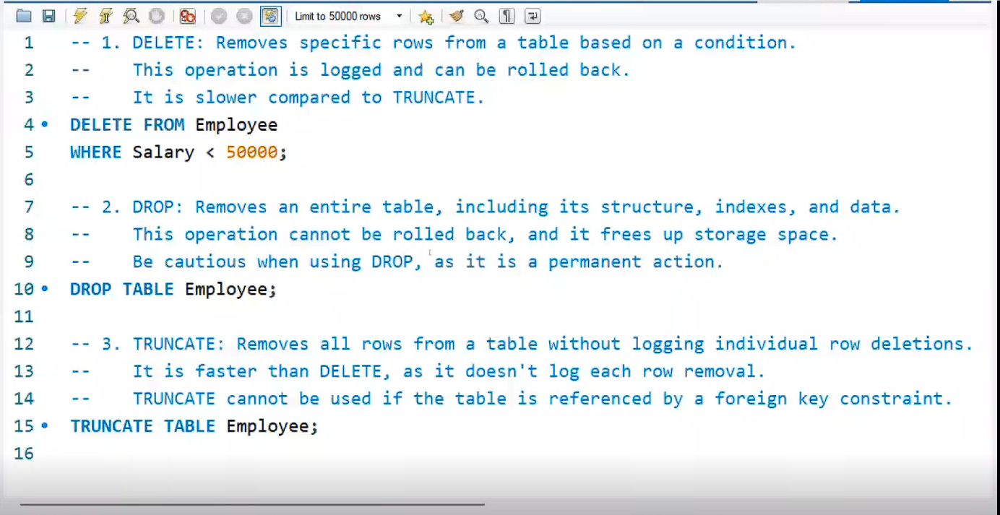 Limit to 50000 rows
1 -- 1. DELETE: Removes specific rows from a table based on a condition.
2 -- This operation is logged and can be rolled back.
3 -- It is slower compared to TRUNCATE.
4 DELETE FROM Employee
5 WHERE Salary < 50000;
6
7 -- 2. DROP: Removes an entire table, including its structure, indexes, and data.
8 -- This operation cannot be rolled back, and it frees up storage space.
9 -- Be cautious when using DROP, as it is a permanent action.
10 DROP TABLE Employee;
11
12 -- 3. TRUNCATE: Removes all rows from a table without logging individual row deletions.
13 -- It is faster than DELETE, as it doesn't log each row removal.
14 -- TRUNCATE cannot be used if the table is referenced by a foreign key constraint.
15 TRUNCATE TABLE Employee;
16